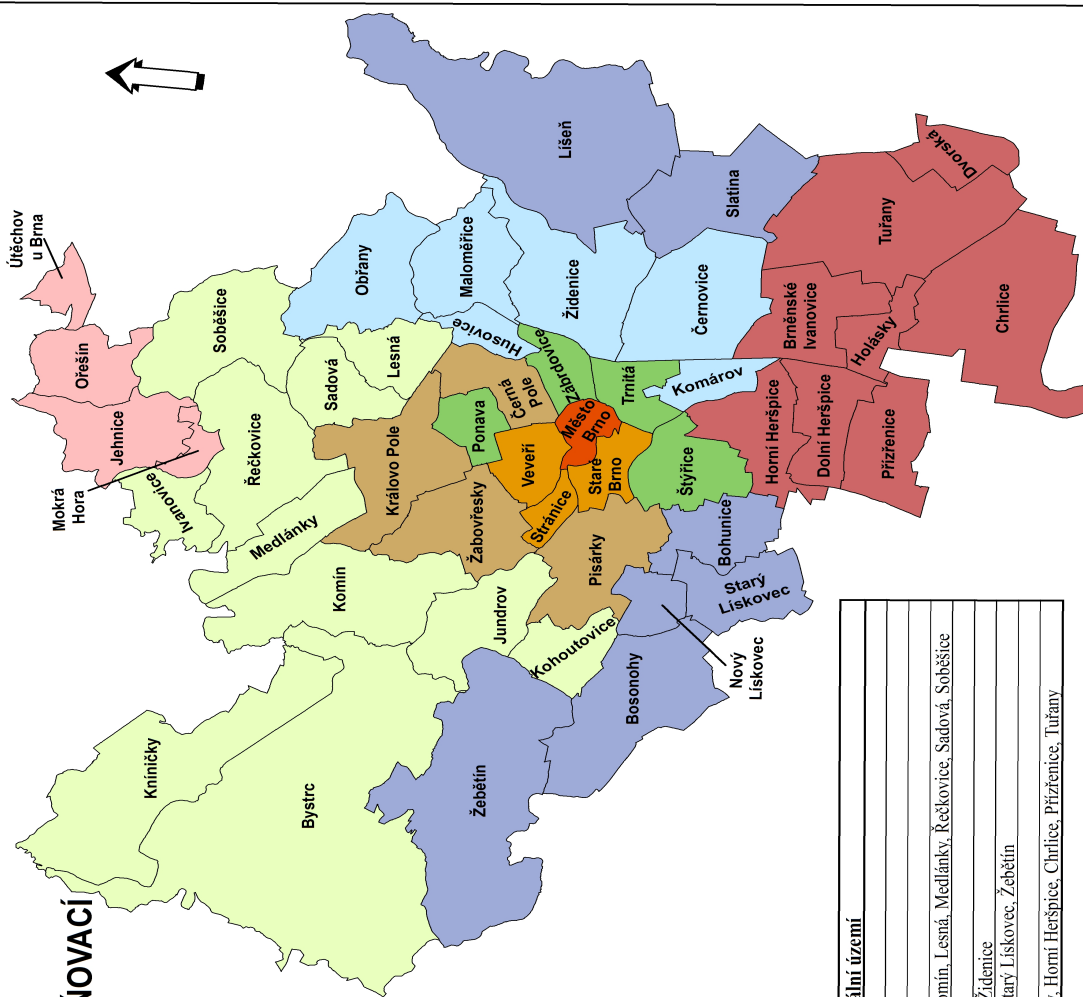 Útěchov
u Brna
Ořešín
Jehnice
Mokrá
Hora
Ivanovice
Soběšice
Řečkovice
Sadová
Lesná
Medlánky
Královo Pole
Komín
Kníničky
Bystrc
Obřany
Maloměřice
Husovice
Židenice
Líšeň
Slatina
Černovice
Komárov
Zábrdovice
Trnitá
Černá
Pole
Ponava
Veveří
Město
Brno
Staré
Brno
Stránice
Štýřice
Žabovřesky
Pisárky
Jundrov
Kohoutovice
Žebětín
Bosonohy
Nový
Lískovec
Starý
Lískovec
Bohunice
Horní Heršpice
Dolní Heršpice
Přízřenice
Brněnské
Ivanovice
Holásky
Tuřany
Dvorská
Chrlice
ŇOVACÍ
ální území
omín, Lesná, Medlánky, Řečkovice, Sadová, Soběšice
Židenice
tarý Lískovec, Žebětín
, Horní Heršpice, Chrlice, Přízřenice, Tuřany